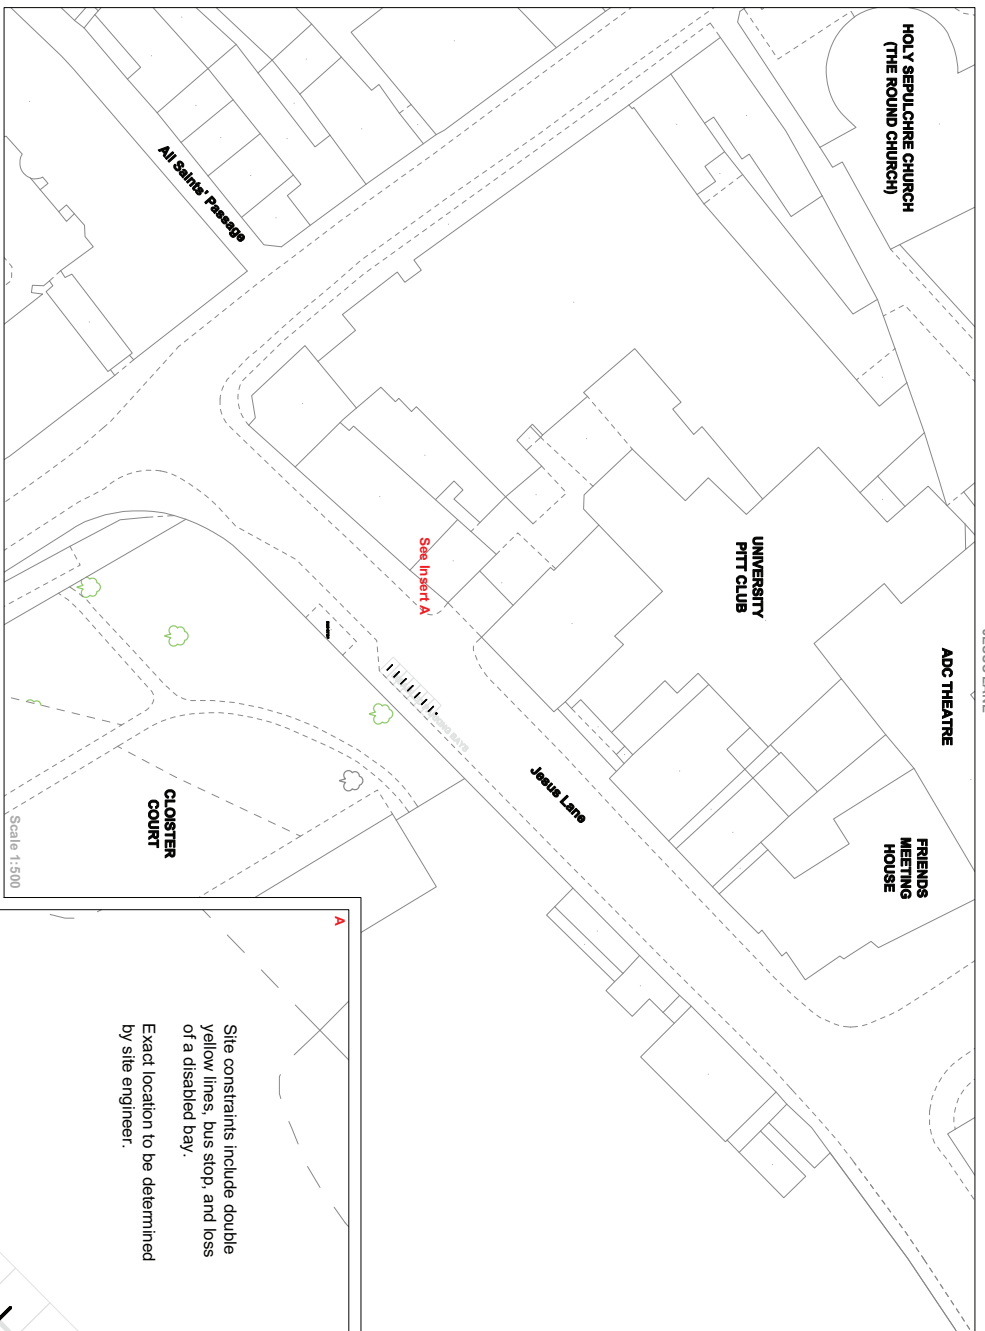 HOLY SEPULCHRE CHURCH
(THE ROUND CHURCH)
All Saints' Passage
UNIVERSITY
PITT CLUB
See Insert A
ADC THEATRE
Jesus Lane
FRIENDS
MEETING
HOUSE
CLOISTER
COURT
Scale 1:500
A
Site constraints include double
yellow lines, bus stop, and loss
of a disabled bay.
Exact location to be determined
by site engineer.